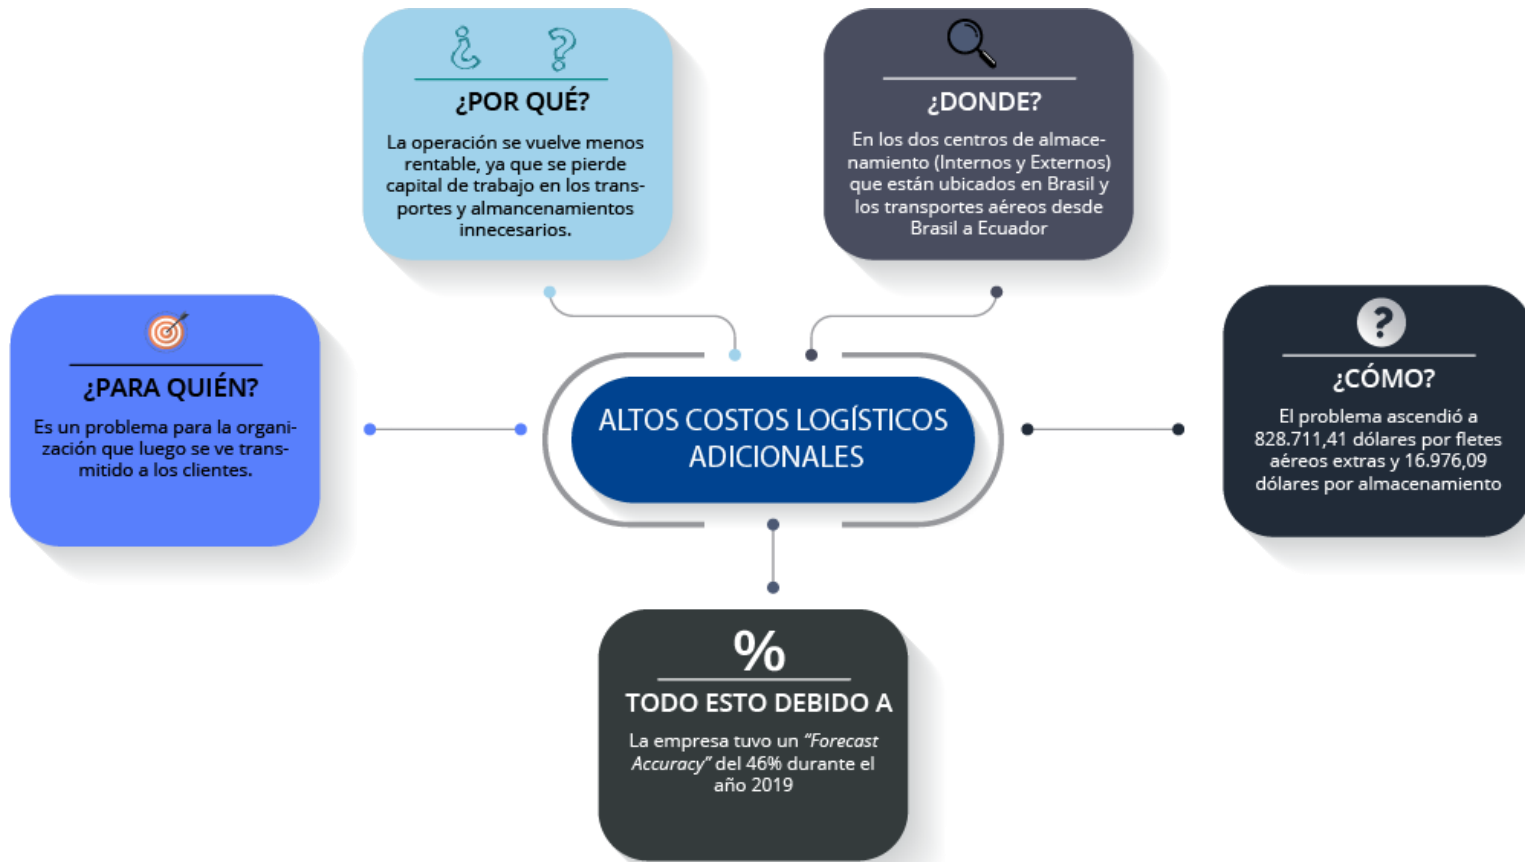 ¿ ?
¿POR QUÉ?
La operación se vuelve menos
rentable, ya que se pierde
capital de trabajo en los trans-
portes y almancenamientos
innecesarios.
¿DONDE?
En los dos centros de almace-
namiento (Internos y Externos)
que están ubicados en Brasil y
los transportes aéreos desde
Brasil a Ecuador
¿PARA QUIÉN?
Es un problema para la organi-
zación que luego se ve trans-
mitido a los clientes.
ALTOS COSTOS LOGÍSTICOS
ADICIONALES
?
¿CÓMO?
El problema ascendió a
828.711,41 dólares por fletes
aéreos extras y 16.976,09
dólares por almacenamiento
%
TODO ESTO DEBIDO A
La empresa tuvo un "Forecast
Accuracy" del 46% durante el
año 2019